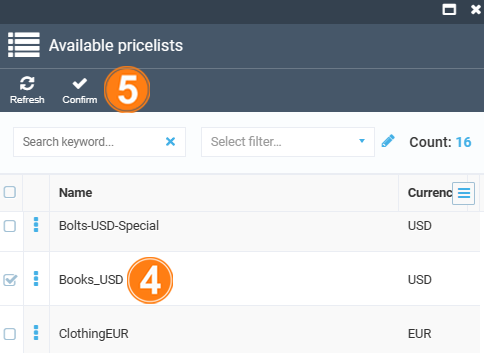 Available pricelists
Refresh
Confirm
5
Search keyword...
Select filter...
Count: 16
Name
Currenc
Bolts-USD-Special
USD
Books_USD
4
USD
ClothingEUR
EUR